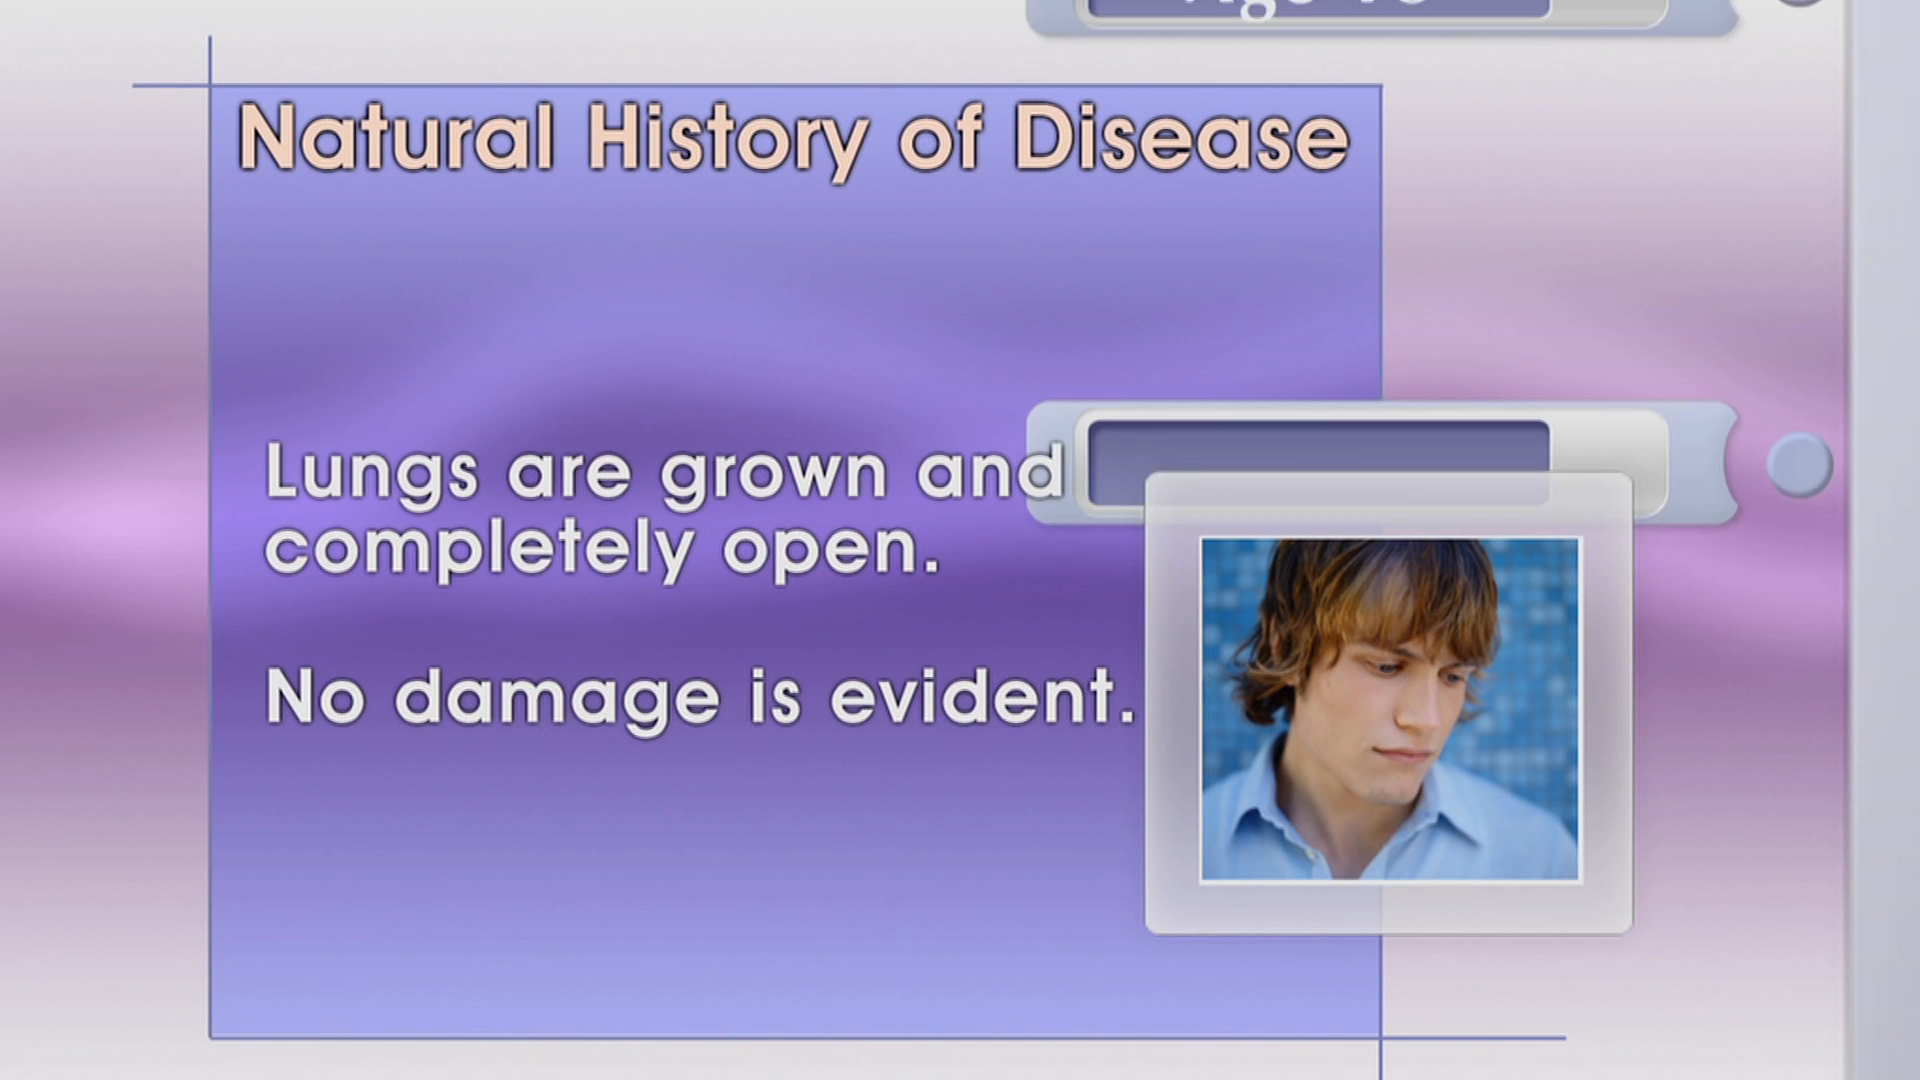 Natural History of Disease
Lungs are grown and
completely open.
No damage is evident.